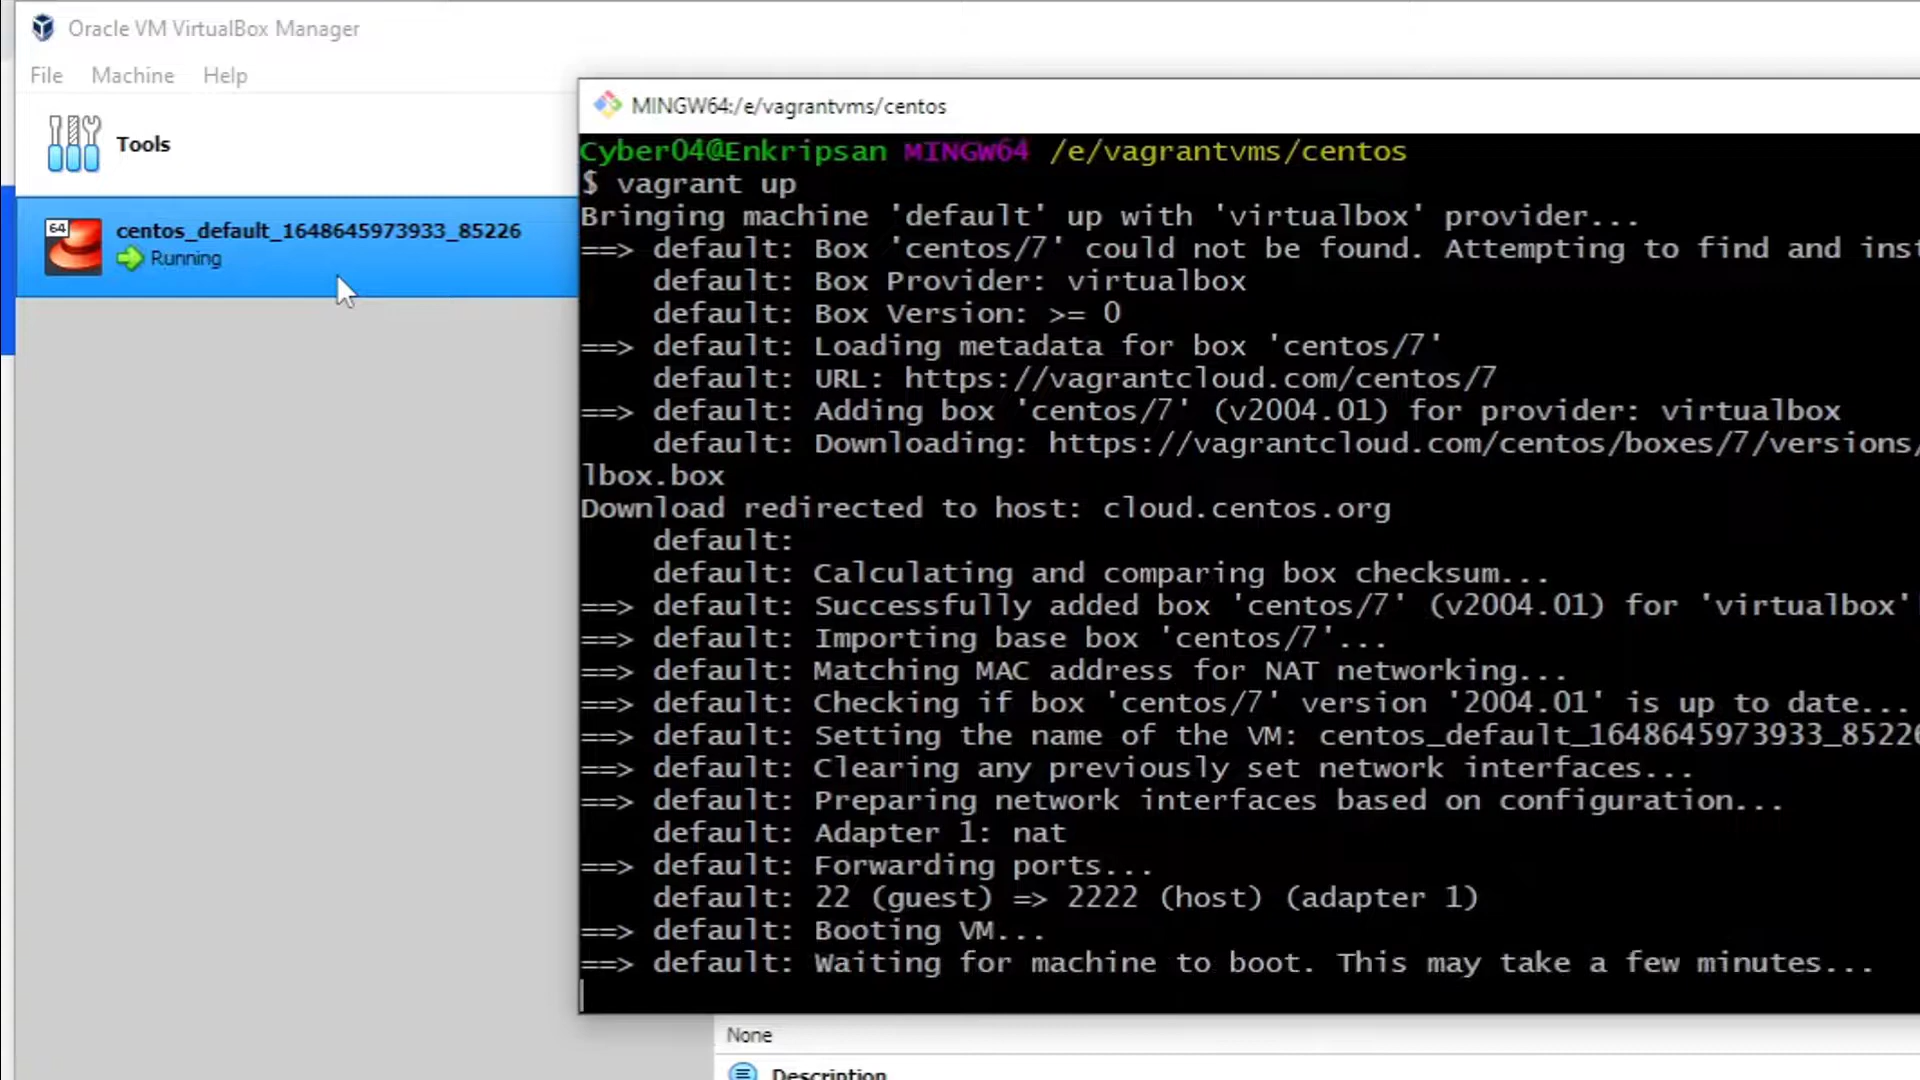 Oracle VM VirtualBox Manager
File Machine Help
Tools
64
centos_default_1648645973933_85226
Running
MINGW64:/e/vagrantvms/centos
Cyber04@Enkripsan MINGW64 /e/vagrantvms/centos
$ vagrant up
Bringing machine 'default' up with 'virtualbox' provider...
==> default: Box 'centos/7' could not be found. Attempting to find and inst
default: Box Provider: virtualbox
default: Box Version: >= 0
==> default: Loading metadata for box 'centos/7'
default: URL: https://vagrantcloud.com/centos/7
==> default: Adding box 'centos/7' (v2004.01) for provider: virtualbox
default: Downloading: https://vagrantcloud.com/centos/boxes/7/versions/
lbox.box
Download redirected to host: cloud.centos.org
default:
default: Calculating and comparing box checksum...
==> default: Successfully added box 'centos/7' (v2004.01) for 'virtualbox'
==> default: Importing base box 'centos/7'...
==> default: Matching MAC address for NAT networking...
==> default: Checking if box 'centos/7' version '2004.01' is up to date...
==> default: Setting the name of the VM: centos_default_1648645973933_85226
==> default: Clearing any previously set network interfaces...
==> default: Preparing network interfaces based on configuration...
default: Adapter 1: nat
==> default: Forwarding ports...
default: 22 (guest) => 2222 (host) (adapter 1)
==> default: Booting VM...
==> default: Waiting for machine to boot. This may take a few minutes...
None
Description